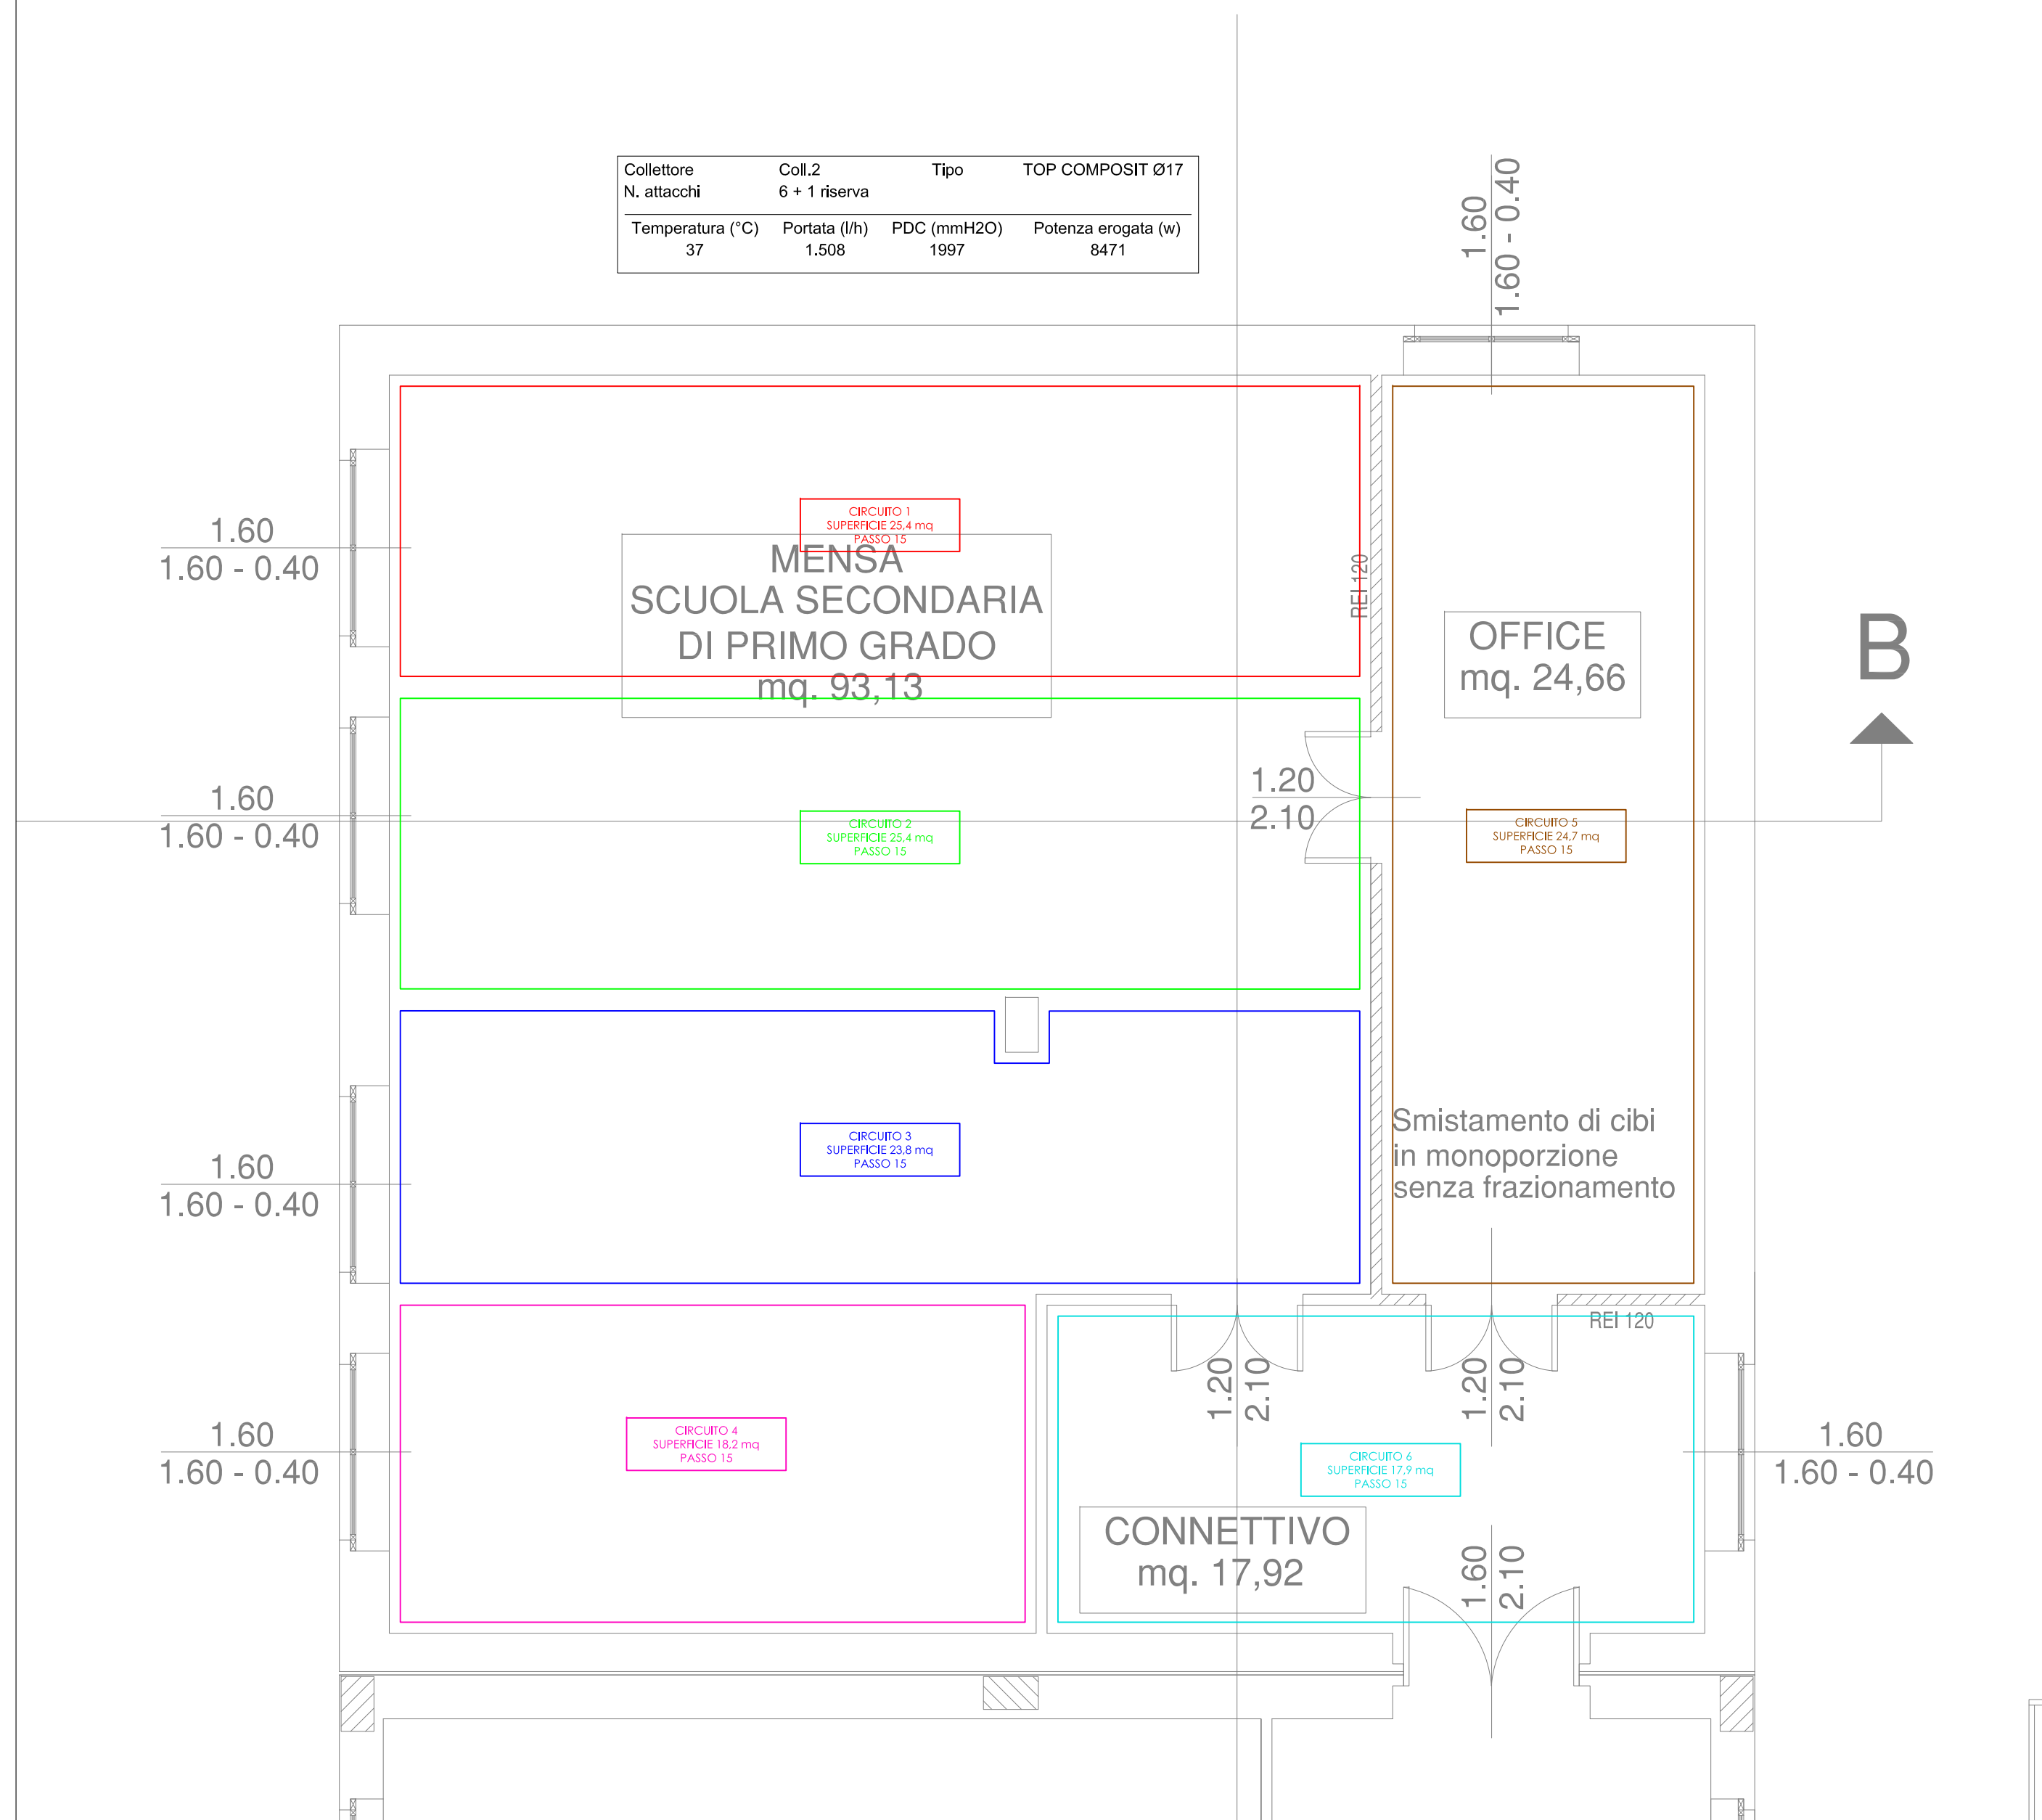 Collettore Coll.2 Tipo TOP COMPOSIT Ø17
N. attacchi 6 + 1 riserva
Temperatura (°C) Portata (l/h) PDC (mmH2O) Potenza erogata (w)
37 1.508 1997 8471
1.60
1.60 - 0.40
CIRCUITO 1
SUPERFICIE 25,4 mq
PASSO 15
1.60
1.60 - 0.40
MENSA
SCUOLA SECONDARIA
DI PRIMO GRADO
mq. 93,13
REI 120
OFFICE
mq. 24,66
B
1.60
1.60 - 0.40
CIRCUITO 2
SUPERFICIE 25,4 mq
PASSO 15
1.20
2.10
CIRCUITO 5
SUPERFICIE 24,7 mq
PASSO 15
1.60
1.60 - 0.40
CIRCUITO 3
SUPERFICIE 23,8 mq
PASSO 15
Smistamento di cibi
in monoporzione
senza frazionamento
REI 120
1.20
2.10
1.20
2.10
1.60
1.60 - 0.40
CIRCUITO 4
SUPERFICIE 18,2 mq
PASSO 15
CIRCUITO 6
SUPERFICIE 17,9 mq
PASSO 15
1.60
1.60 - 0.40
CONNETTIVO
mq. 17,92
1.60
2.10